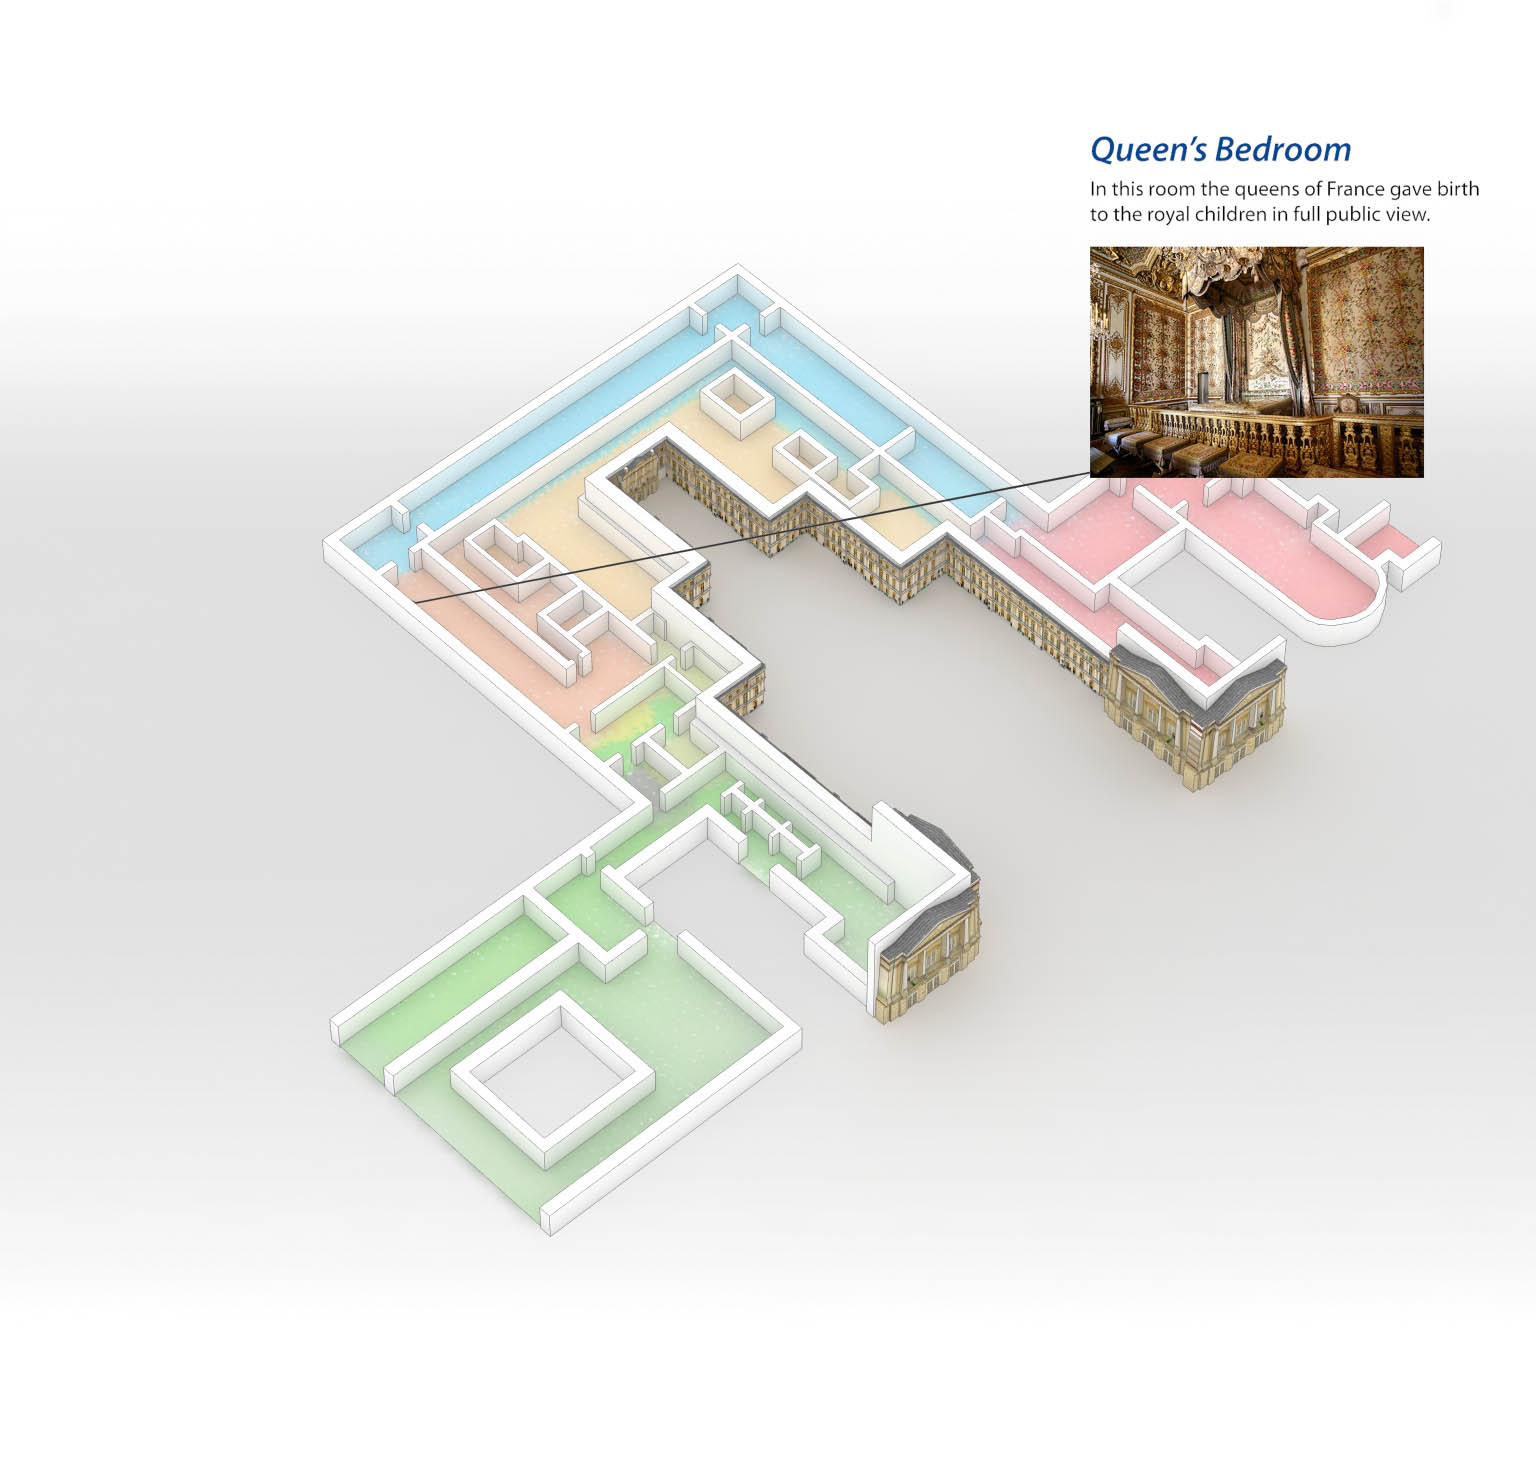 Queen's Bedroom
In this room the queens of France gave birth
to the royal children in full public view.